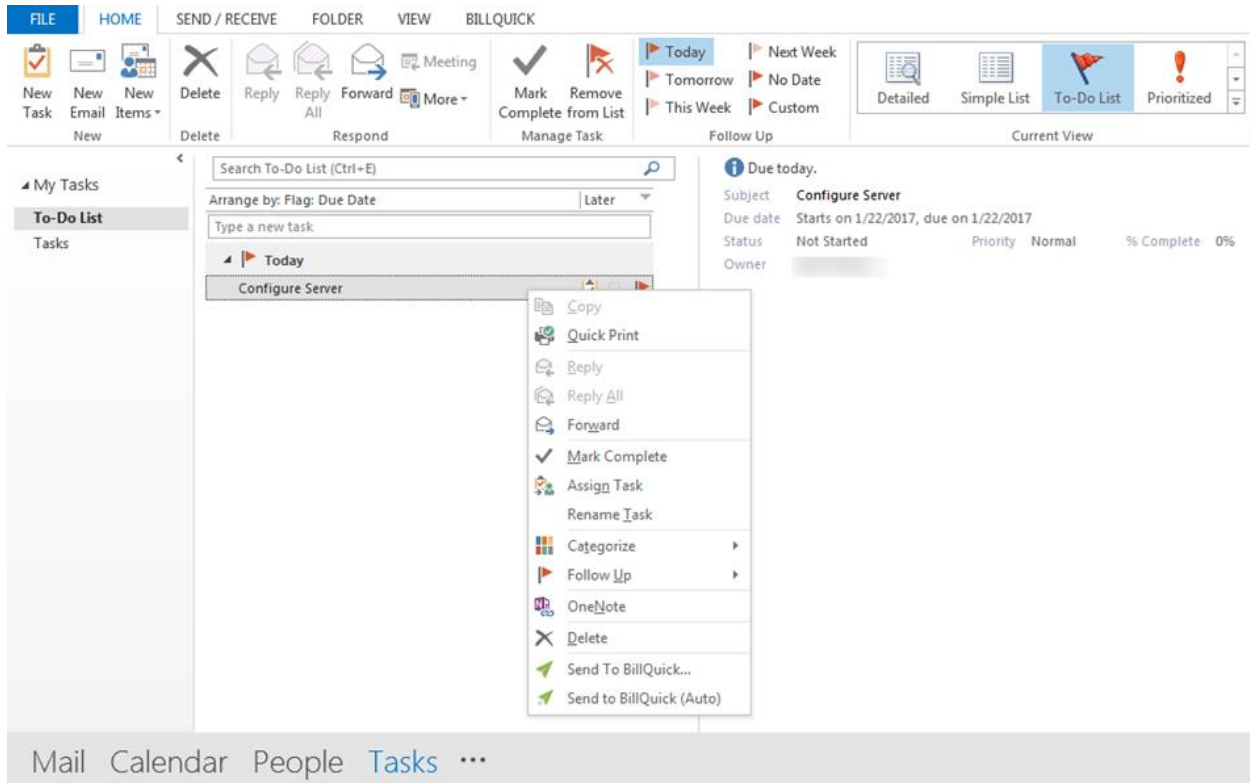 FILE HOME SEND / RECEIVE FOLDER VIEW BILLQUICK
New Task
New Email
New Items
New
Delete
Delete
Reply
Reply All
Forward
Meeting
More
Respond
Mark Complete
Remove from List
Manage Task
Today
Tomorrow
This Week
Next Week
No Date
Custom
Follow Up
Detailed
Simple List
To-Do List
Prioritized
Current View
My Tasks
To-Do List
Tasks
Search To-Do List (Ctrl+E)
Arrange by: Flag: Due Date Later
Type a new task
Today
Configure Server
Copy
Quick Print
Reply
Reply All
Forward
Mark Complete
Assign Task
Rename Task
Categorize
Follow Up
OneNote
Delete
Send To BillQuick...
Send to BillQuick (Auto)
Due today.
Subject Configure Server
Due date Starts on 1/22/2017, due on 1/22/2017
Status Not Started Priority Normal % Complete 0%
Owner
Mail Calendar People Tasks ...